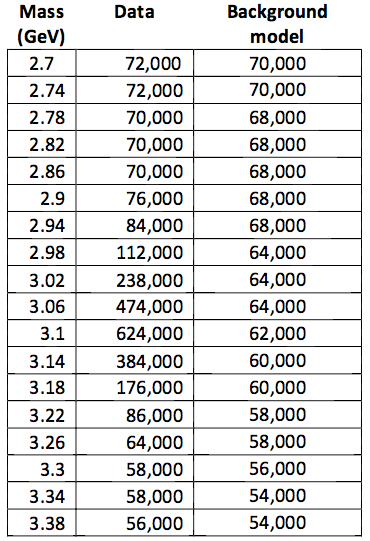 Mass Data Background
(GeV) model
2.7 72,000 70,000
2.74 72,000 70,000
2.78 70,000 68,000
2.82 70,000 68,000
2.86 70,000 68,000
2.9 76,000 68,000
2.94 84,000 68,000
2.98 112,000 64,000
3.02 238,000 64,000
3.06 474,000 64,000
3.1 624,000 62,000
3.14 384,000 60,000
3.18 176,000 60,000
3.22 86,000 58,000
3.26 64,000 58,000
3.3 58,000 56,000
3.34 58,000 54,000
3.38 56,000 54,000